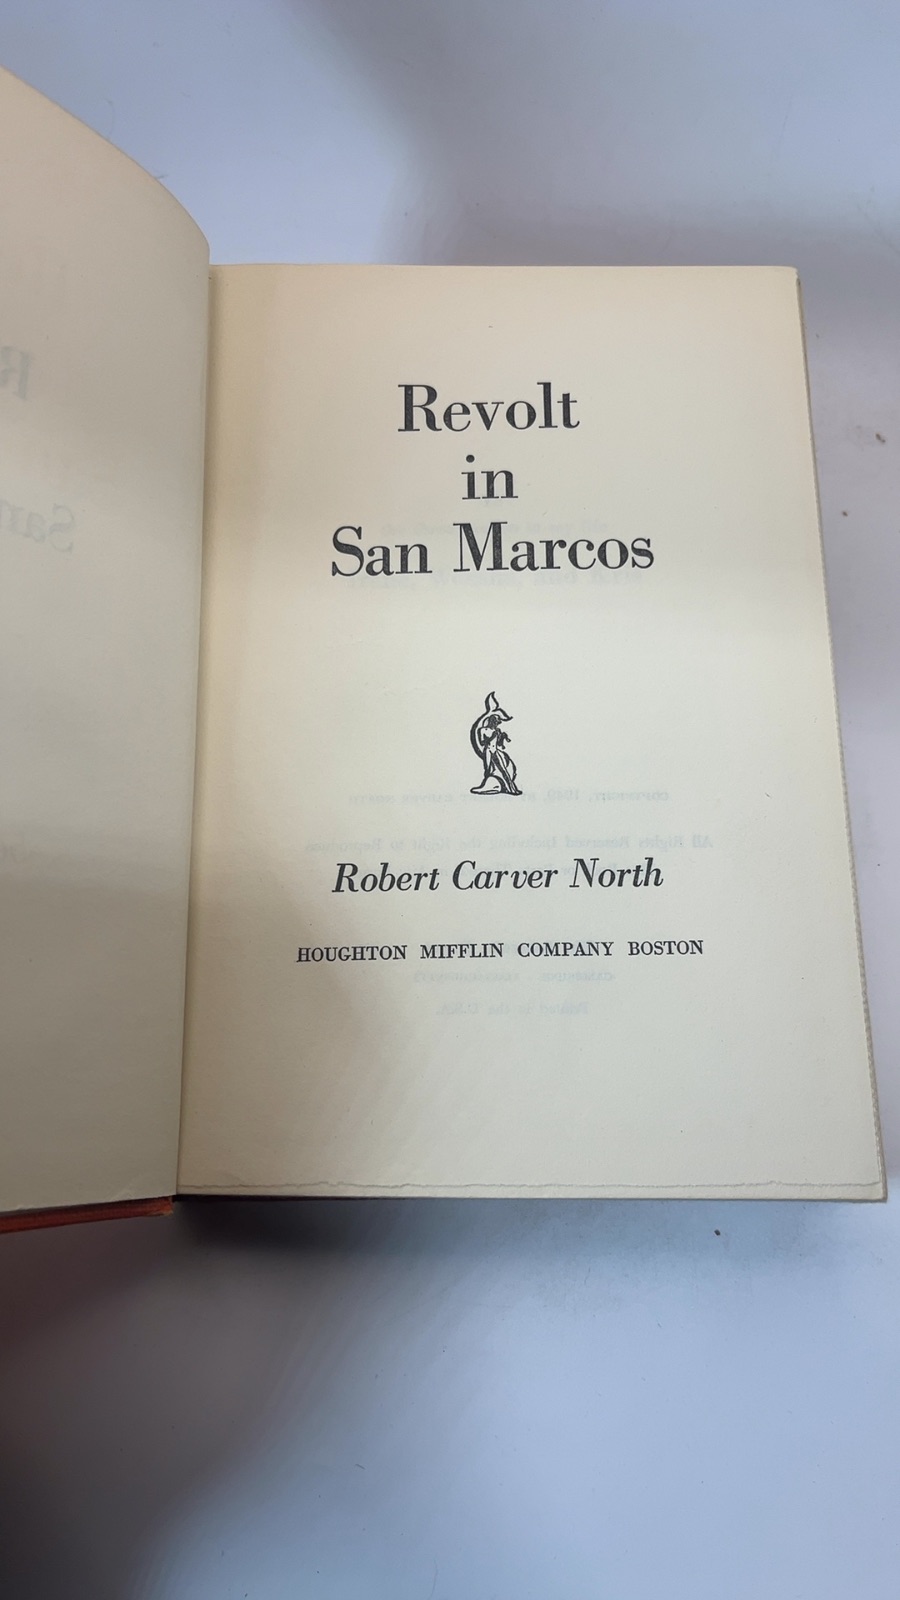 Revolt
in
San Marcos
Robert Carver North
HOUGHTON MIFFLIN COMPANY BOSTON